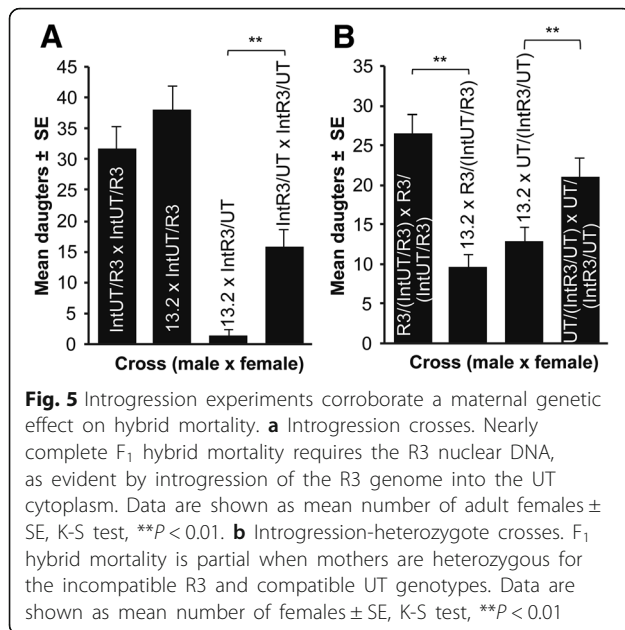 A
**
Mean daugters ± SE
45
40
35
30
25
20
15
10
5
0
IntUT/R3 x IntUT/R3
13.2 x IntUT/R3
13.2 x IntR3/UT
IntR3/UT x IntR3/UT
Cross (male x female)
B
**
**
Mean daugters ± SE
35
30
25
20
15
10
5
0
R3/(IntUT/R3) x R3/
(IntUT/R3)
13.2 x R3/(IntUT/R3)
13.2 x UT/(IntR3/UT)
UT/(IntR3/UT) x UT/
(IntR3/UT)
Cross (male x female)
Fig. 5 Introgression experiments corroborate a maternal genetic
effect on hybrid mortality. a Introgression crosses. Nearly
complete F₁ hybrid mortality requires the R3 nuclear DNA,
as evident by introgression of the R3 genome into the UT
cytoplasm. Data are shown as mean number of adult females ±
SE, K-S test, **P < 0.01. b Introgression-heterozygote crosses. F₁
hybrid mortality is partial when mothers are heterozygous for
the incompatible R3 and compatible UT genotypes. Data are
shown as mean number of females ± SE, K-S test, **P < 0.01